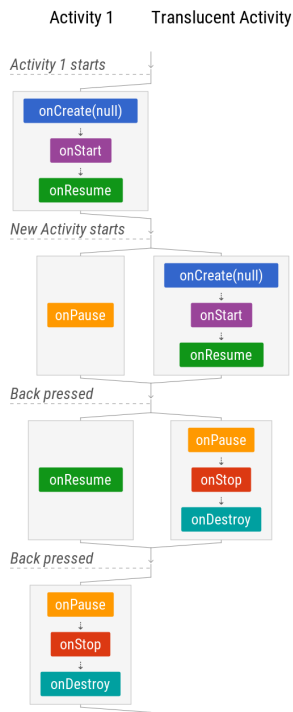 Activity 1 Translucent Activity
Activity 1 starts
onCreate(null)
onStart
onResume
New Activity starts
onPause
onCreate(null)
onStart
onResume
Back pressed
onResume
onPause
onStop
onDestroy
Back pressed
onPause
onStop
onDestroy